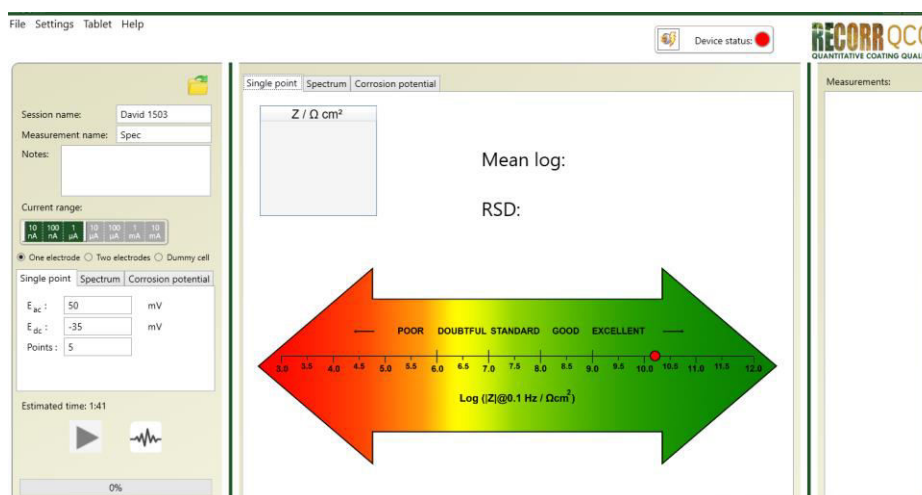 File Settings Tablet Help
Device status:
RECORR QCQ
QUANTITATIVE COATING QUAL
Session name: David 1503
Measurement name: Spec
Notes:
Current range:
10 nA 100 nA 1 µA 10 µA 100 µA 1 mA 10 mA
One electrode Two electrodes Dummy cell
Single point Spectrum Corrosion potential
E ac : 50 mV
E dc : -35 mV
Points : 5
Estimated time: 1:41
0%
Single point Spectrum Corrosion potential
Z / Ω cm²
Mean log:
RSD:
POOR DOUBTFUL STANDARD GOOD EXCELLENT
3.0 3.5 4.0 4.5 5.0 5.5 6.0 6.5 7.0 7.5 8.0 8.5 9.0 9.5 10.0 10.5 11.0 11.5 12.0
Log (|Z|@0.1 Hz / Ωcm²)
Measurements: